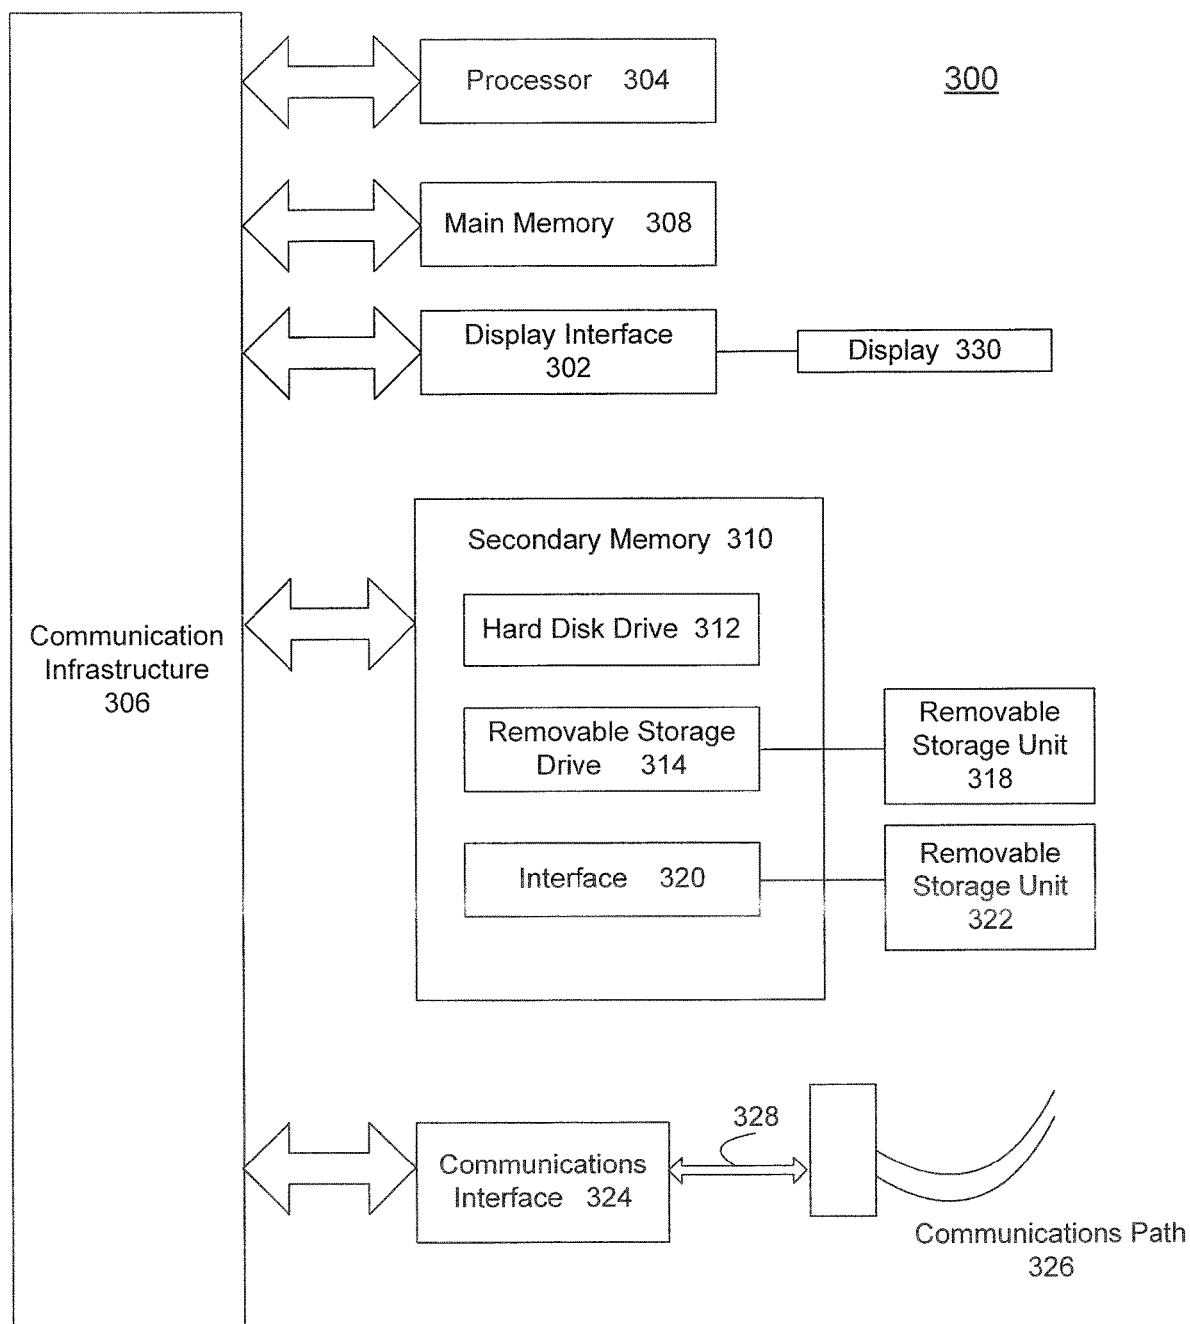 Processor 304
300
Main Memory 308
Display Interface
302
Display 330
Secondary Memory 310
Hard Disk Drive 312
Communication
Infrastructure
306
Removable Storage
Drive 314
Removable
Storage Unit
318
Interface 320
Removable
Storage Unit
322
328
Communications
Interface 324
Communications Path
326